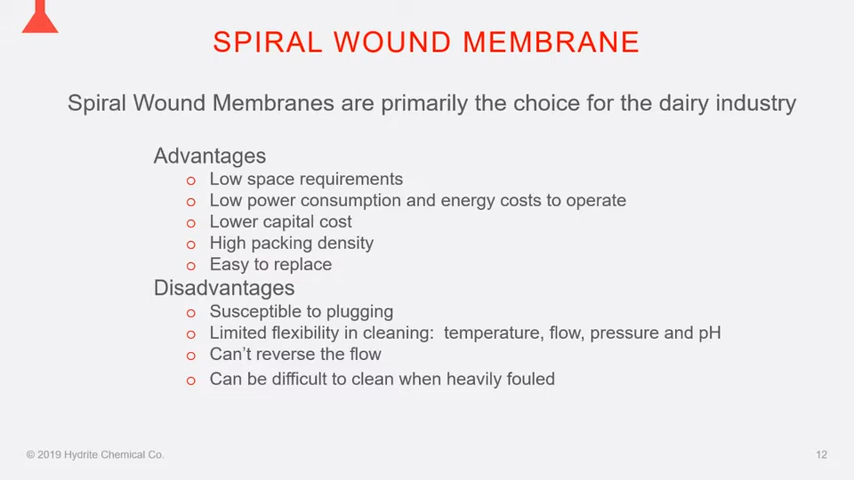 SPIRAL WOUND MEMBRANE
Spiral Wound Membranes are primarily the choice for the dairy industry
Advantages
Low space requirements
Low power consumption and energy costs to operate
Lower capital cost
High packing density
Easy to replace
Disadvantages
Susceptible to plugging
Limited flexibility in cleaning:  temperature, flow, pressure and pH
Can’t reverse the flow
Can be difficult to clean when heavily fouled
© 2019 Hydrite Chemical Co.
12